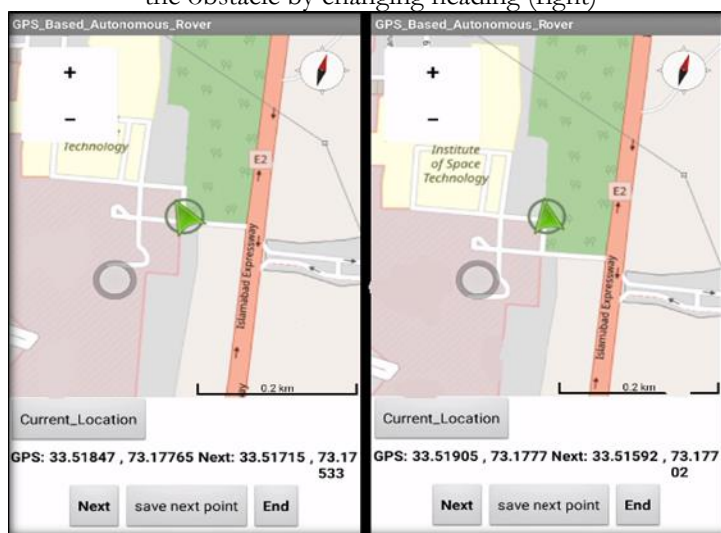 the obstacle by changing heading (right)
GPS_Based_Autonomous_Rover
+
−
Technology
E2
Islamabad Expressway
0.2 km
Current_Location
GPS: 33.51847 , 73.17765 Next: 33.51715 , 73.17
533
Next
save next point
End
GPS_Based_Autonomous_Rover
+
−
Institute
of Space
Technology
E2
Islamabad Expressway
0.2 km
Current_Location
GPS: 33.51905 , 73.1777 Next: 33.51592 , 73.177
02
Next
save next point
End